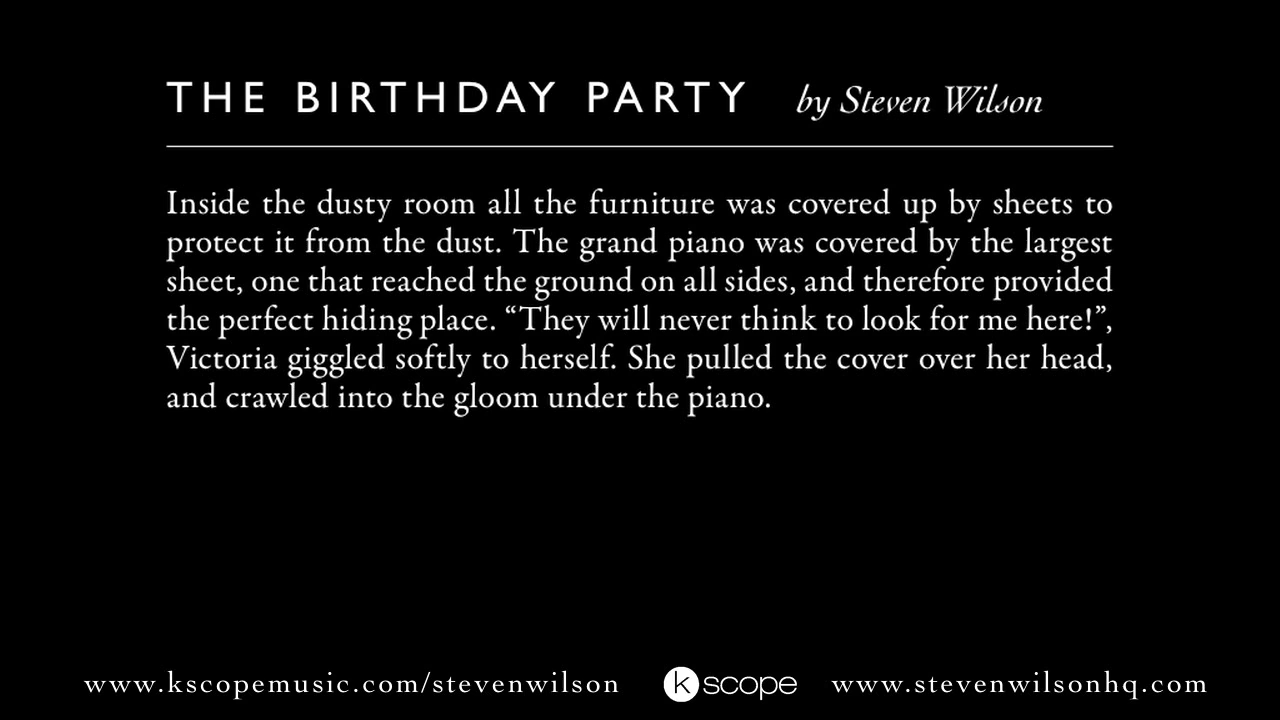 THE BIRTHDAY PARTY by Steven Wilson
Inside the dusty room all the furniture was covered up by sheets to
protect it from the dust. The grand piano was covered by the largest
sheet, one that reached the ground on all sides, and therefore provided
the perfect hiding place. “They will never think to look for me here!”,
Victoria giggled softly to herself. She pulled the cover over her head,
and crawled into the gloom under the piano.
www.kscopemusic.com/stevenwilson kscope www.stevenwilsonhq.com